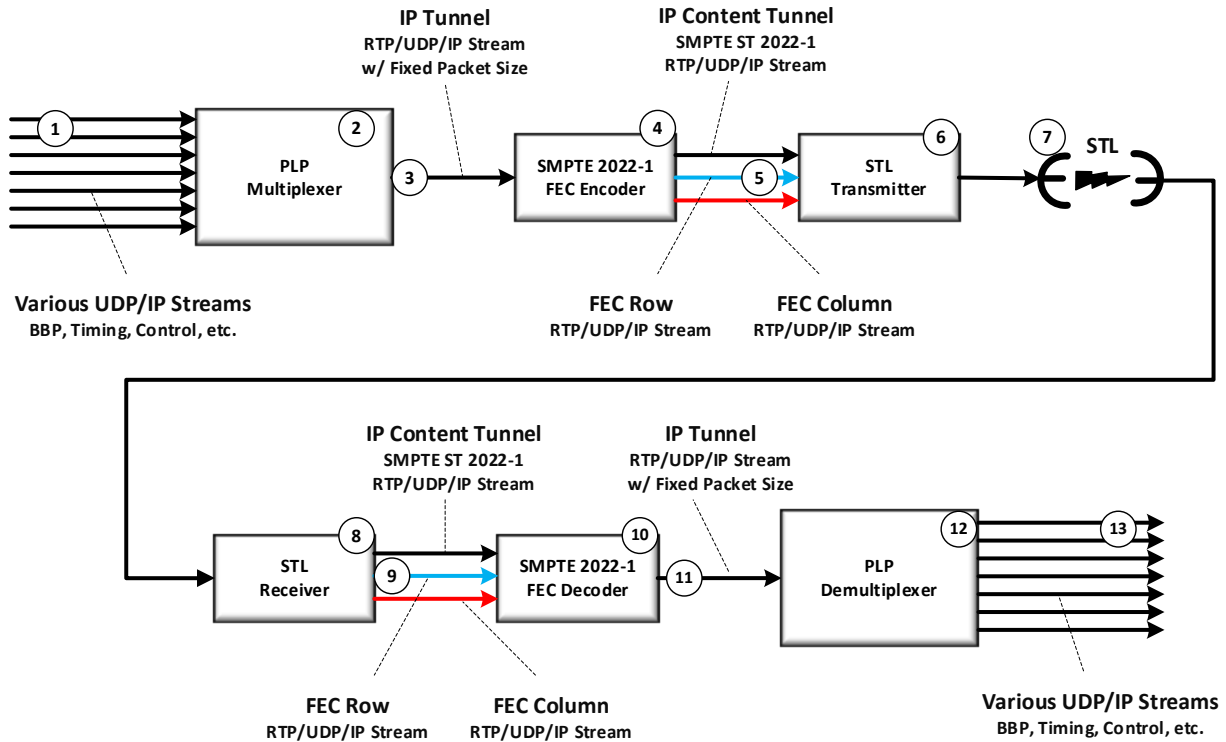 IP Tunnel
RTP/UDP/IP Stream
w/ Fixed Packet Size
IP Content Tunnel
SMPTE ST 2022-1
RTP/UDP/IP Stream
1
2
PLP
Multiplexer
3
4
SMPTE 2022-1
FEC Encoder
5
6
STL
Transmitter
7
STL
Various UDP/IP Streams
BBP, Timing, Control, etc.
FEC Row
RTP/UDP/IP Stream
FEC Column
RTP/UDP/IP Stream
IP Content Tunnel
SMPTE ST 2022-1
RTP/UDP/IP Stream
IP Tunnel
RTP/UDP/IP Stream
w/ Fixed Packet Size
8
STL
Receiver
9
10
SMPTE 2022-1
FEC Decoder
11
12
PLP
Demultiplexer
13
FEC Row
RTP/UDP/IP Stream
FEC Column
RTP/UDP/IP Stream
Various UDP/IP Streams
BBP, Timing, Control, etc.